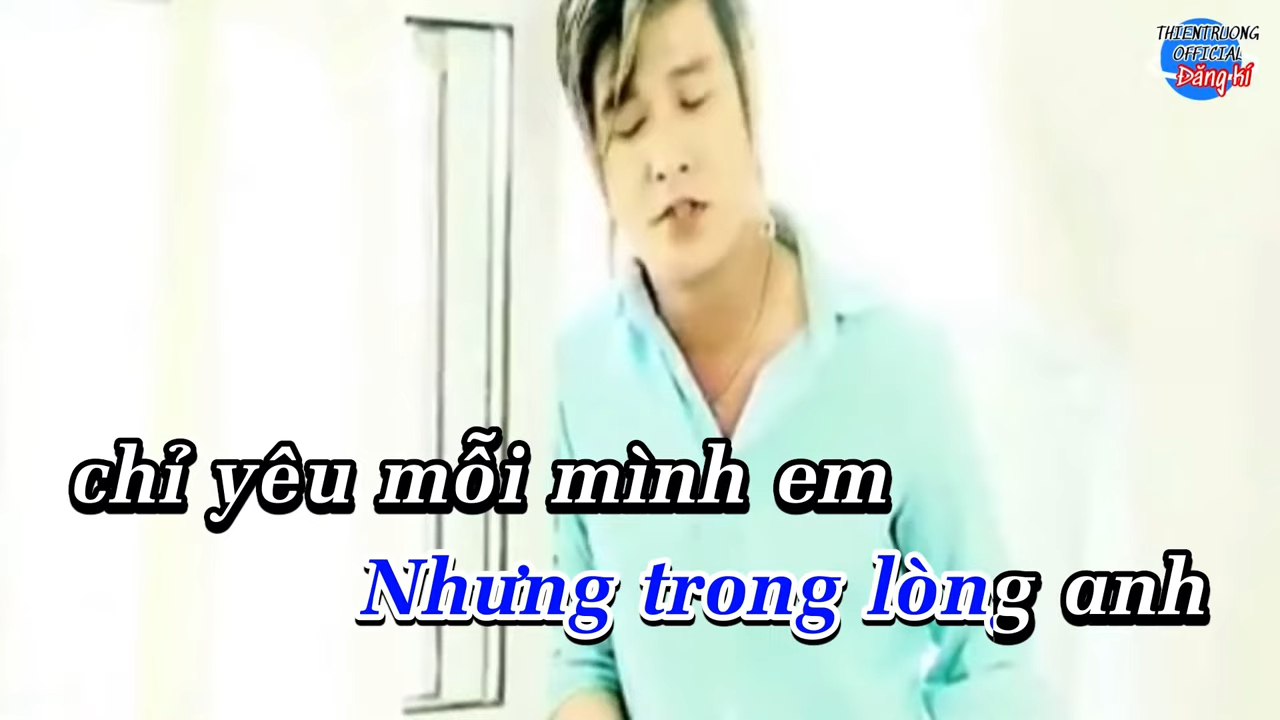 THIENTRUONG
OFFICIAL
Đăng kí
chỉ yêu mỗi mình em
Nhưng trong lòng anh